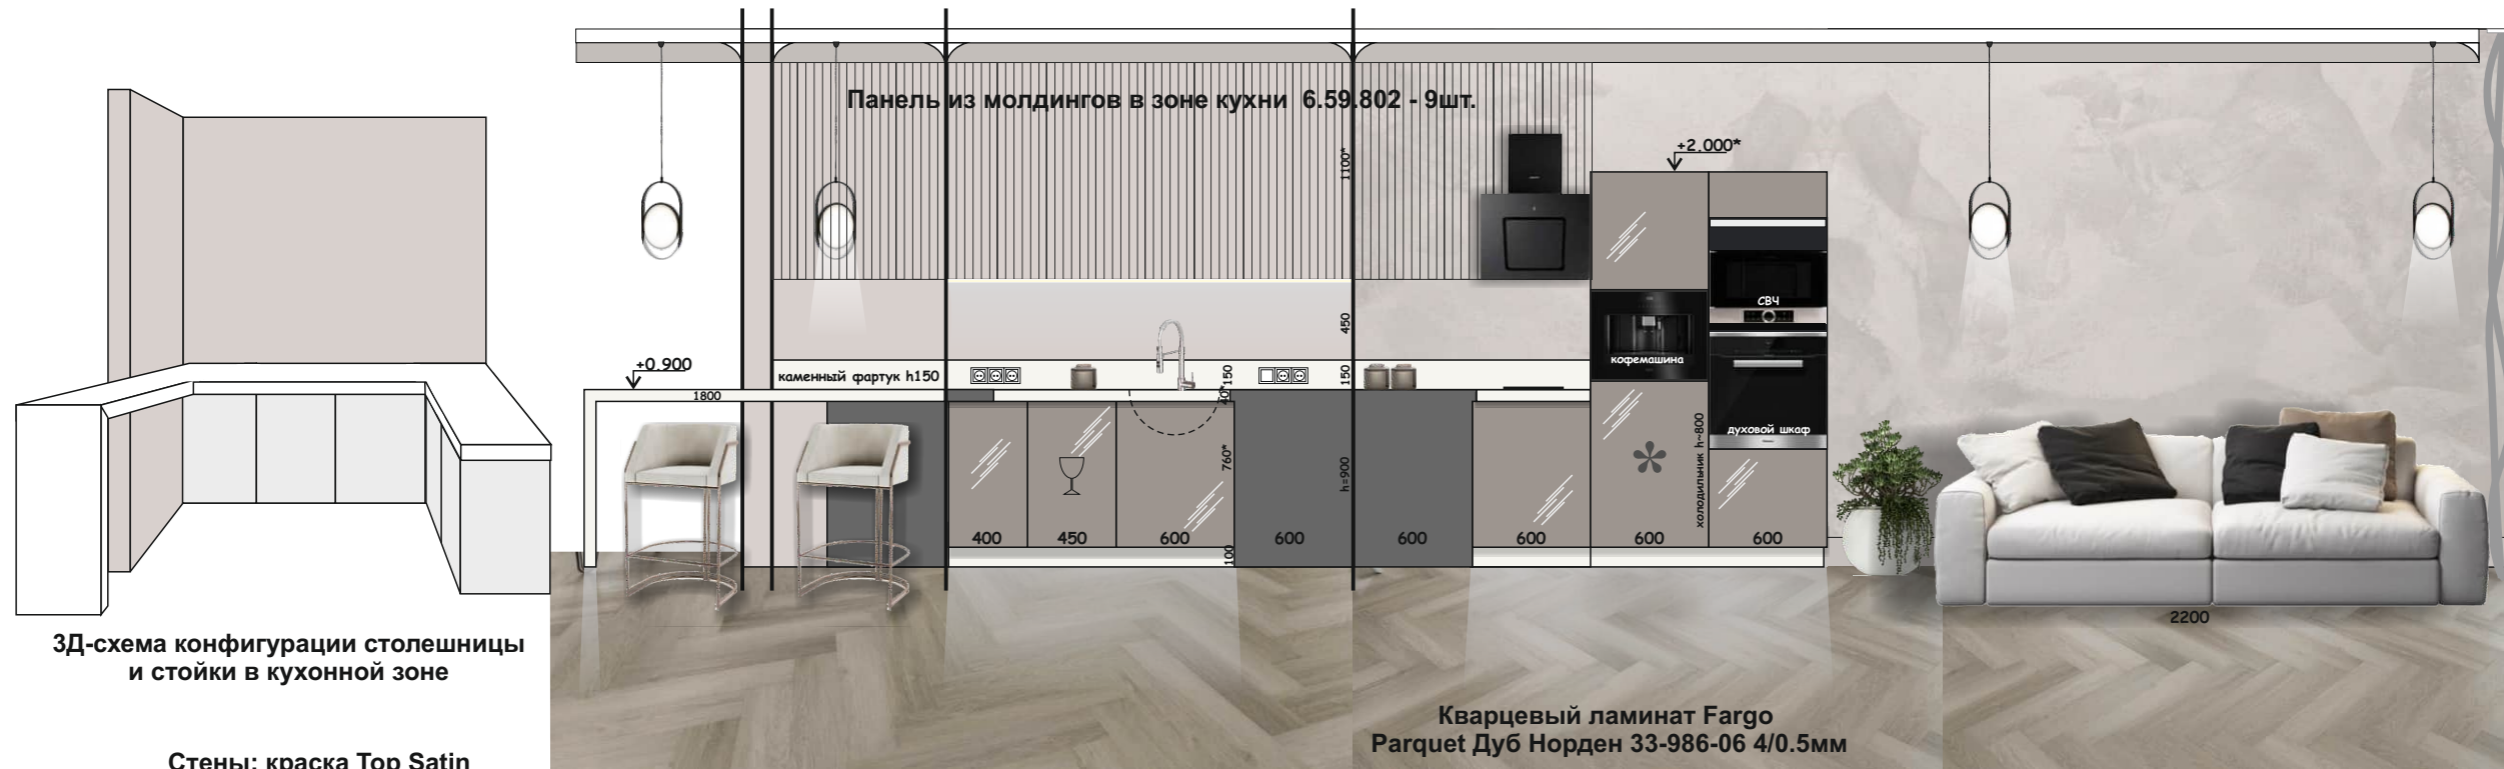 Панель из молдингов в зоне кухни 6.59.802 - 9шт.
1100*
+2.000*
СВЧ
450
кофемашина
+0.900
каменный фартук h150
150
150
1800
40*
духовой шкаф
холодильник h~800
760*
h=900
400
450
600
600
600
600
600
600
100
2200
3Д-схема конфигурации столешницы
и стойки в кухонной зоне
Кварцевый ламинат Fargo
Parquet Дуб Норден 33-986-06 4/0.5мм
Стены: краска Top Satin